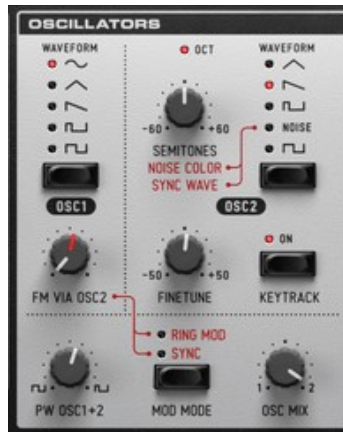 OSCILLATORS
WAVEFORM
OCT
WAVEFORM
-60 +60
SEMITONES
NOISE
NOISE COLOR
SYNC WAVE
OSC1
OSC2
ON
-50 +50
FM VIA OSC2
FINETUNE
KEYTRACK
RING MOD
SYNC
1 2
PW OSC1+2
MOD MODE
OSC MIX